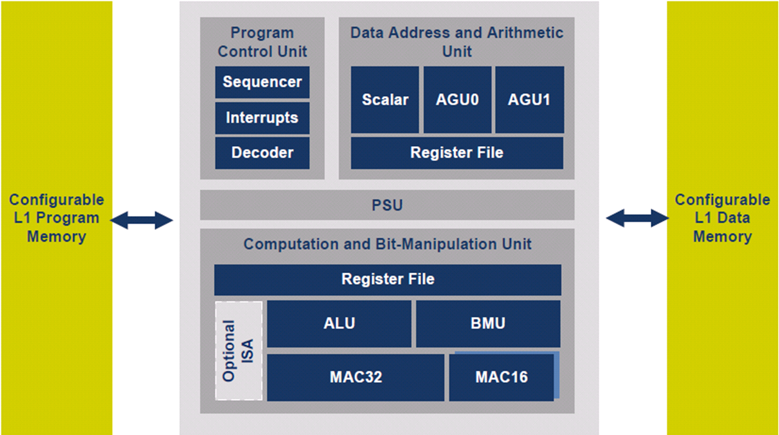 Configurable
L1 Program
Memory
Program
Control Unit
Sequencer
Interrupts
Decoder
Data Address and Arithmetic
Unit
Scalar
AGU0
AGU1
Register File
PSU
Computation and Bit-Manipulation Unit
Register File
Optional
ISA
ALU
BMU
MAC32
MAC16
Configurable
L1 Data
Memory